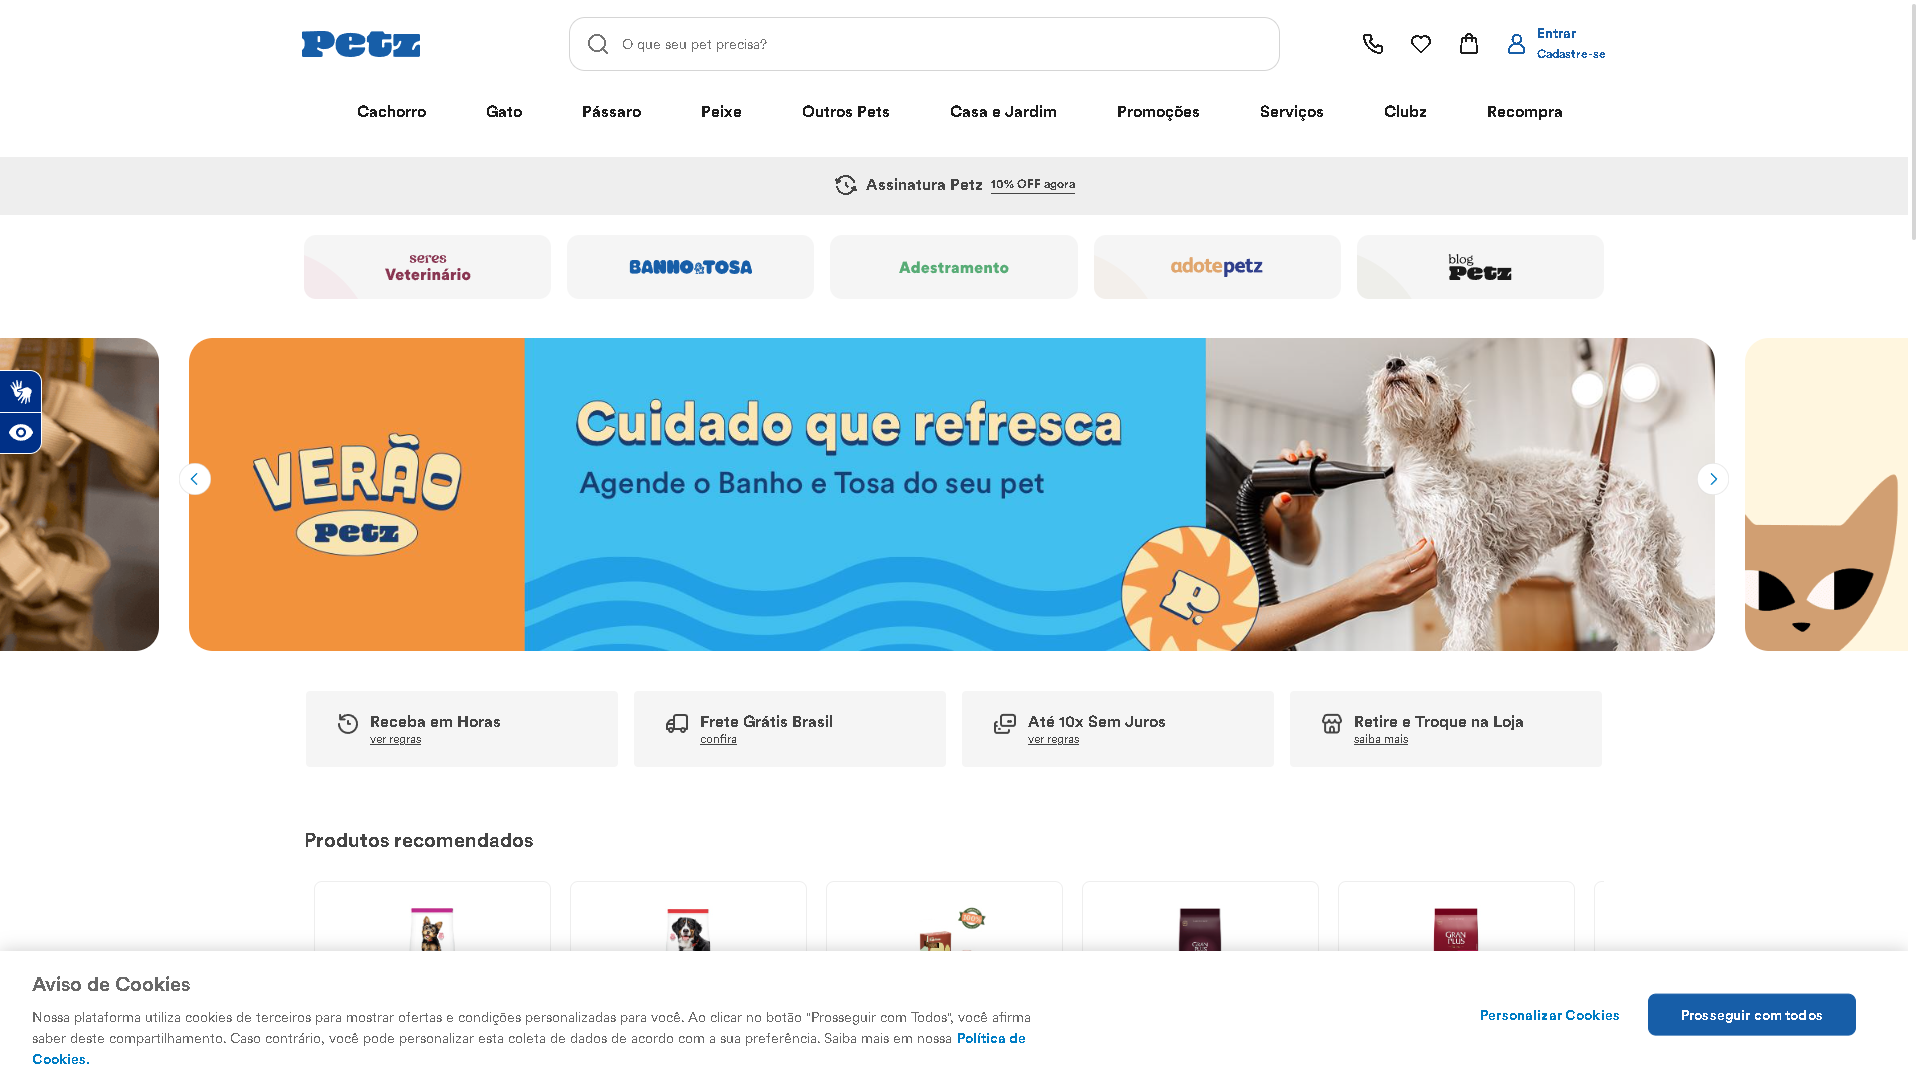 Petz
O que seu pet precisa?
Entrar
Cadastre-se
Cachorro Gato Pássaro Peixe Outros Pets Casa e Jardim Promoções Serviços Clubz Recompra
Assinatura Petz 10% OFF agora
seres
Veterinário
BANHO & TOSA
Adestramento
adotepetz
blog
Petz
VERÃO
Petz
Cuidado que refresca
Agende o Banho e Tosa do seu pet
P.
Receba em Horas
ver regras
Frete Grátis Brasil
confira
Até 10x Sem Juros
ver regras
Retire e Troque na Loja
saiba mais
Produtos recomendados
100%
GRAN
PLUS
GRAN
PLUS
Aviso de Cookies
Nossa plataforma utiliza cookies de terceiros para mostrar ofertas e condições personalizadas para você. Ao clicar no botão "Prosseguir com Todos", você afirma
saber deste compartilhamento. Caso contrário, você pode personalizar esta coleta de dados de acordo com a sua preferência. Saiba mais em nossa Política de
Cookies.
Personalizar Cookies
Prosseguir com todos